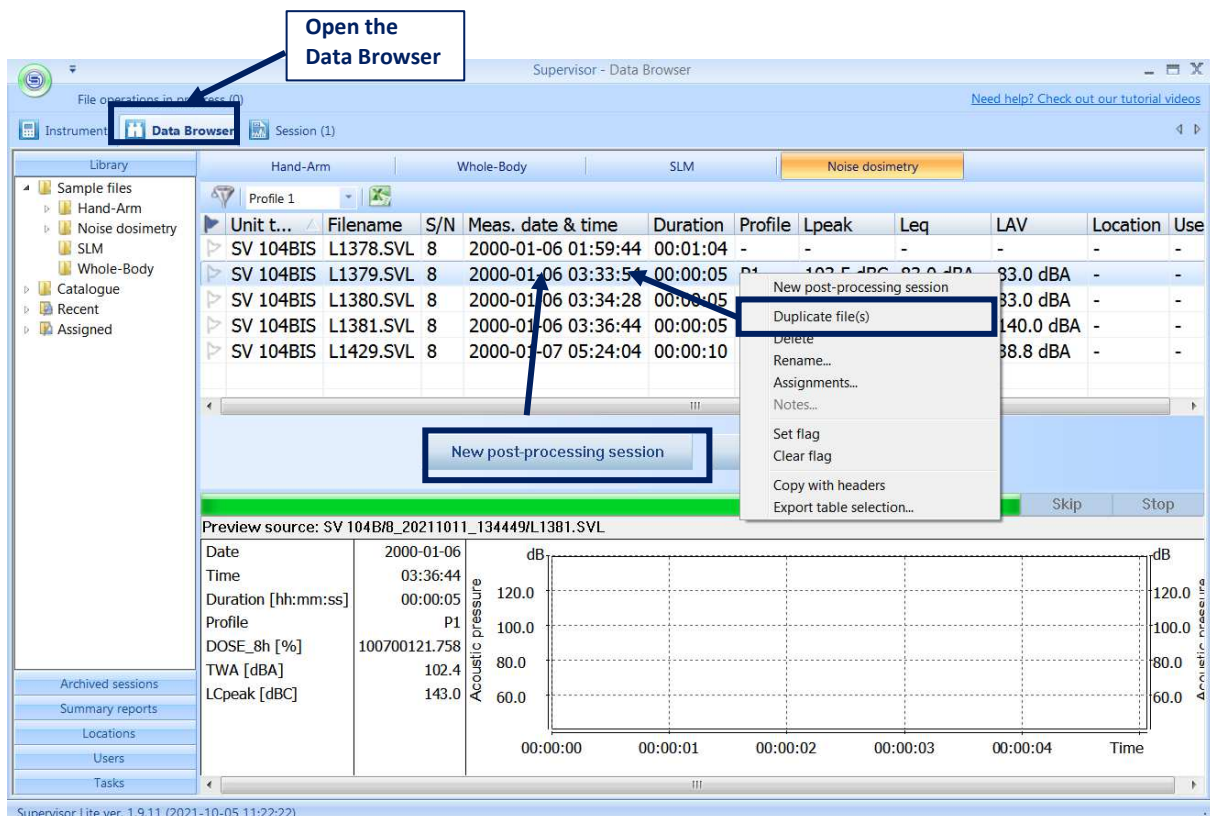 Open the
Data Browser
Supervisor - Data Browser
File operations in progress (0)
Need help? Check out our tutorial videos
Instrument Data Browser Session (1)
Library
Hand-Arm Whole-Body SLM Noise dosimetry
Sample files
Hand-Arm
Noise dosimetry
SLM
Whole-Body
Catalogue
Recent
Assigned
Profile 1
Unit t... Filename S/N Meas. date & time Duration Profile Lpeak Leq LAV Location Use
SV 104BIS L1378.SVL 8 2000-01-06 01:59:44 00:01:04 - - - - - -
SV 104BIS L1379.SVL 8 2000-01-06 03:33:54 00:00:05 P1 103.5 dBC 83.0 dBA 83.0 dBA - -
SV 104BIS L1380.SVL 8 2000-01-06 03:34:28 00:00:05 83.0 dBA - -
SV 104BIS L1381.SVL 8 2000-01-06 03:36:44 00:00:05 140.0 dBA - -
SV 104BIS L1429.SVL 8 2000-01-07 05:24:04 00:00:10 88.8 dBA - -
New post-processing session
Duplicate file(s)
Delete
Rename...
Assignments...
Notes...
Set flag
Clear flag
Copy with headers
Export table selection...
New post-processing session
Skip Stop
Preview source: SV 104B/8_20211011_134449/L1381.SVL
Date 2000-01-06
Time 03:36:44
Duration [hh:mm:ss] 00:00:05
Profile P1
DOSE_8h [%] 100700121.758
TWA [dBA] 102.4
LCpeak [dBC] 143.0
dB
120.0
100.0
80.0
60.0
Acoustic pressure
dB
120.0
100.0
80.0
60.0
Acoustic pressure
00:00:00 00:00:01 00:00:02 00:00:03 00:00:04 Time
Archived sessions
Summary reports
Locations
Users
Tasks
Supervisor Lite ver. 1.9.11 (2021-10-05 11:22:22)